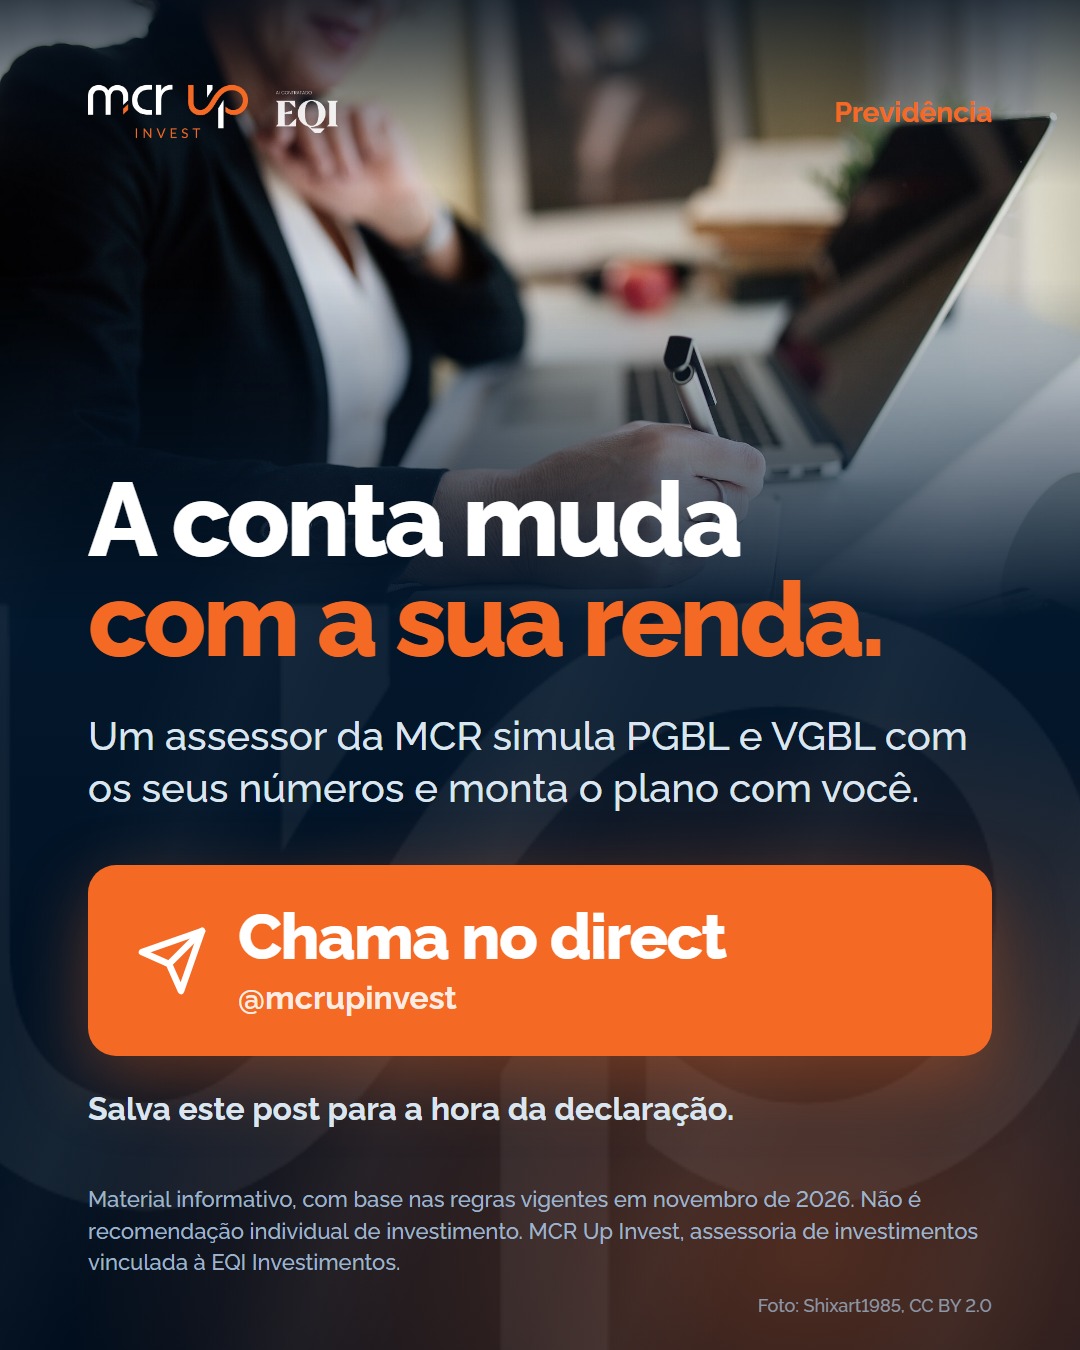 mcr up
INVEST
AI CONTRATADO
EQI
Previdência
A conta muda
com a sua renda.
Um assessor da MCR simula PGBL e VGBL com
os seus números e monta o plano com você.
Chama no direct
@mcrupinvest
Salva este post para a hora da declaração.
Material informativo, com base nas regras vigentes em novembro de 2026. Não é
recomendação individual de investimento. MCR Up Invest, assessoria de investimentos
vinculada à EQI Investimentos.
Foto: Shixart1985, CC BY 2.0